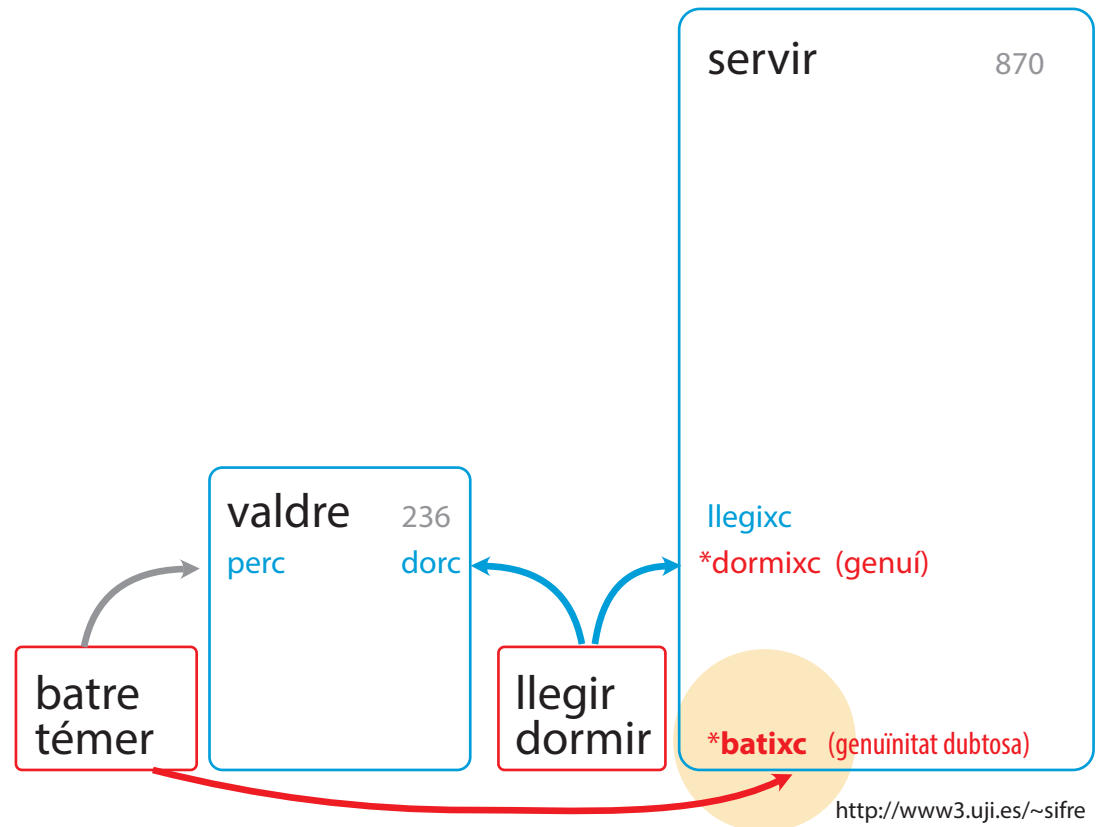 servir 870
valdre 236
perc dorc
llegixc
*dormixc (genuí)
batre
témer
llegir
dormir
*batixc (genuïnitat dubtosa)
http://www3.uji.es/~sifre